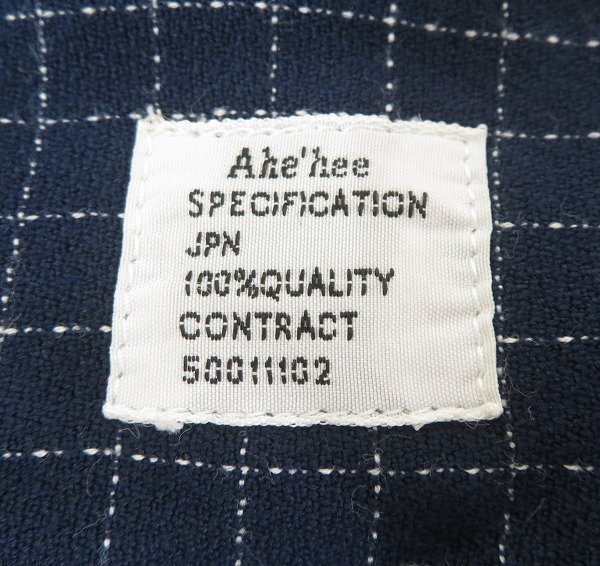 Ahe'hee
SPECIFICATION
JPN
100%QUALITY
CONTRACT
50011102